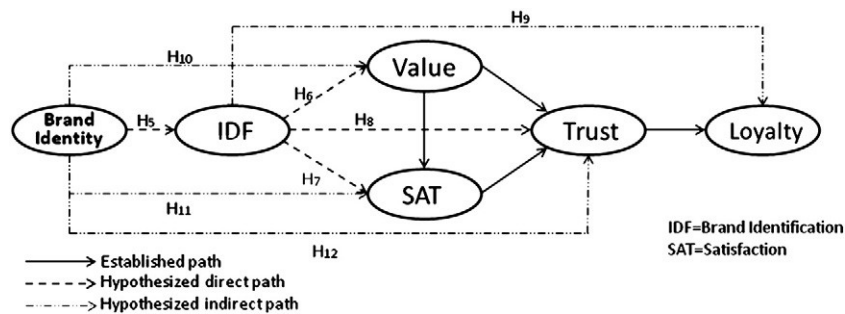 H9
H10
Value
H6
Brand
Identity
H5
IDF
H8
Trust
Loyalty
H7
SAT
H11
H12
IDF=Brand Identification
SAT=Satisfaction
Established path
Hypothesized direct path
Hypothesized indirect path